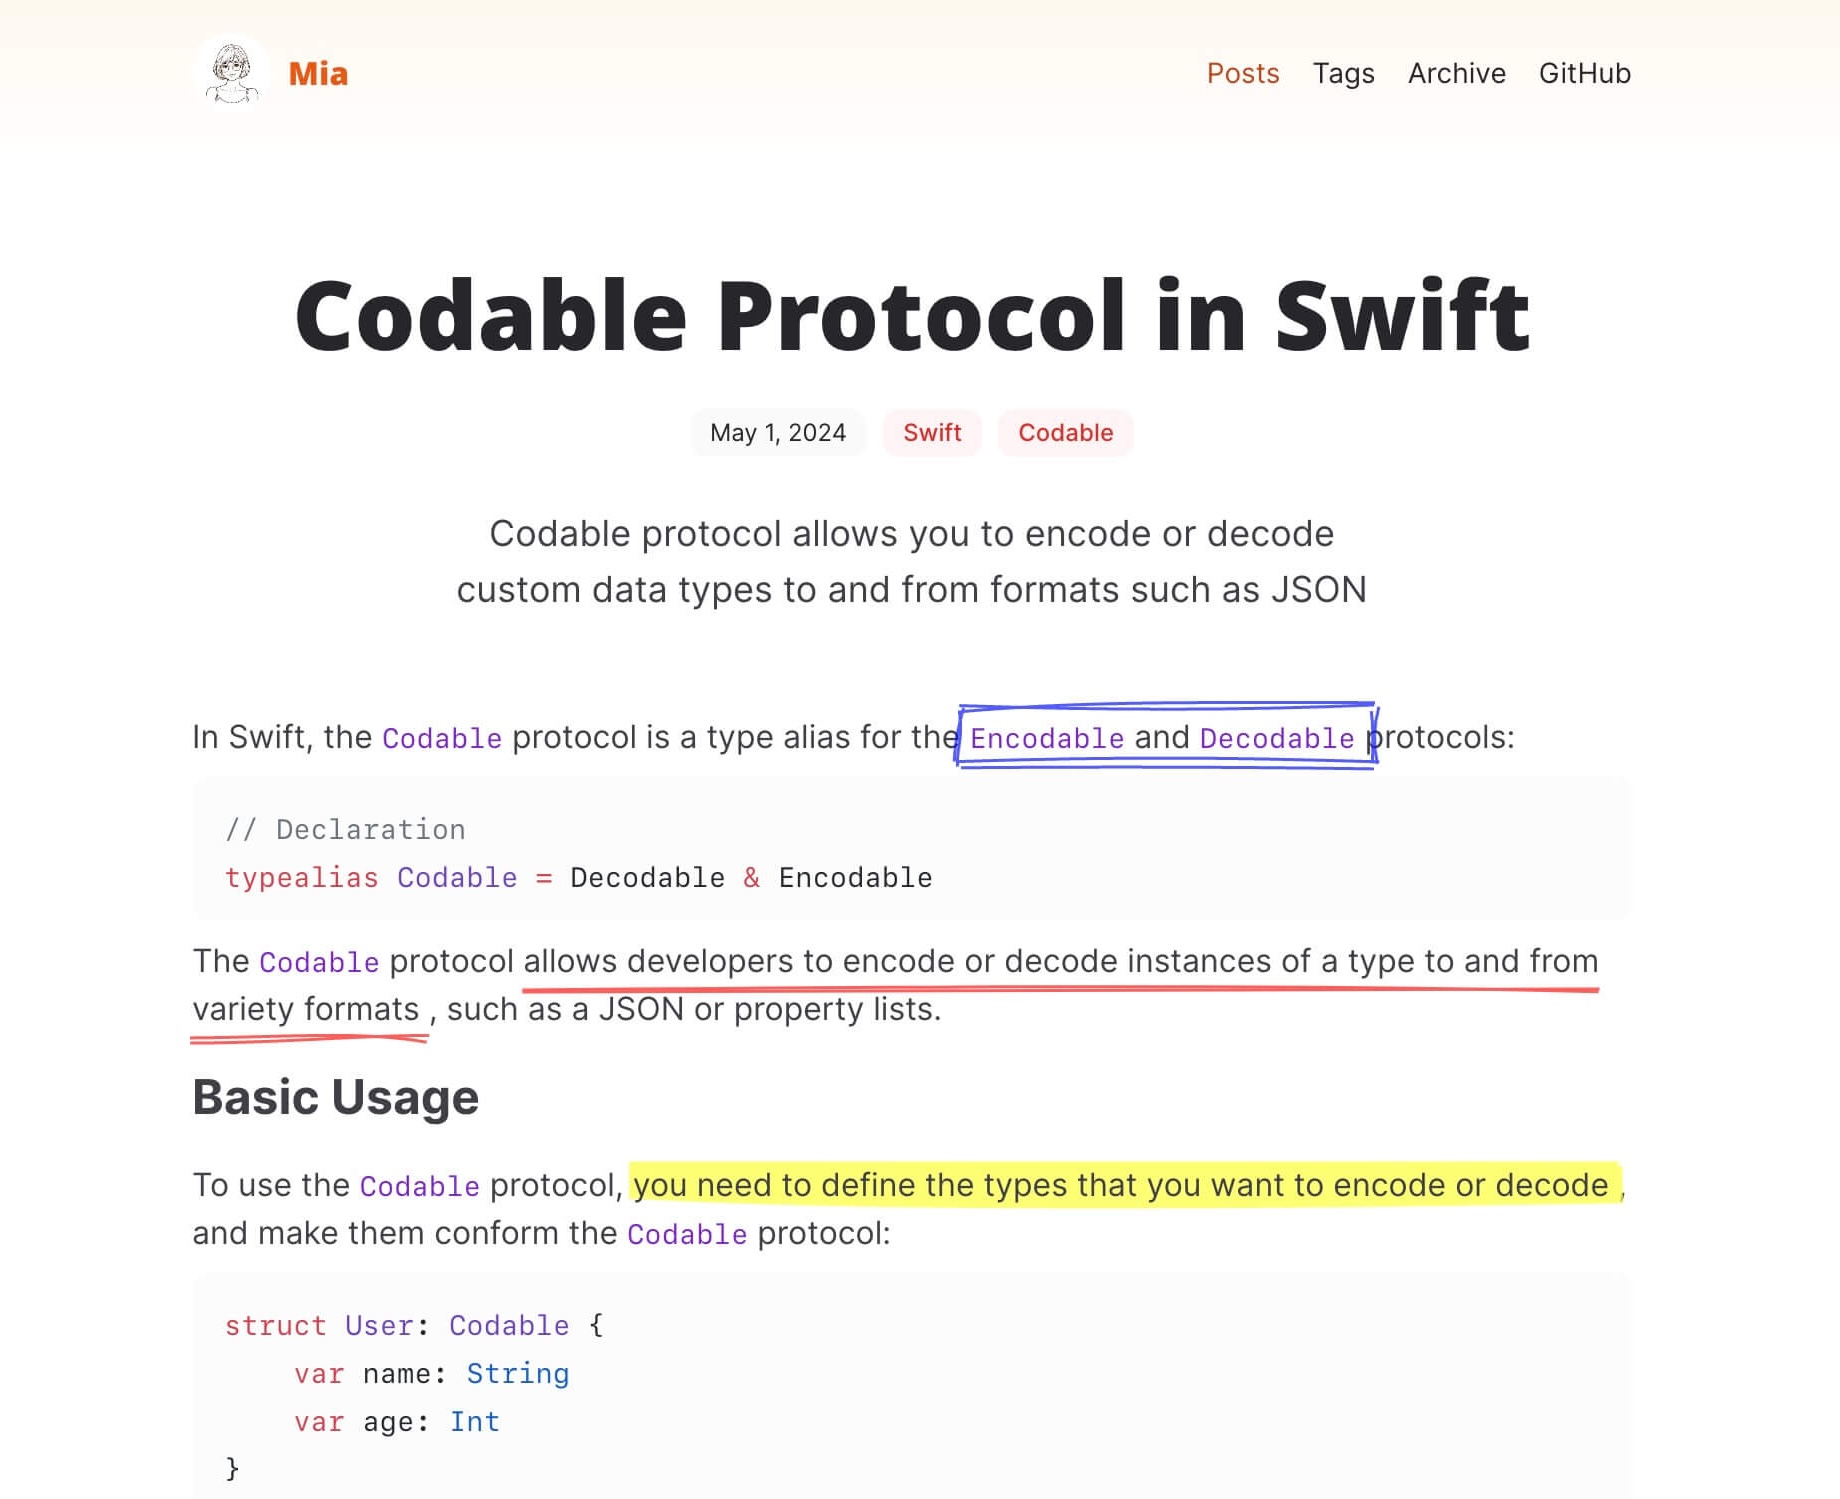 Mia
Posts Tags Archive GitHub
Codable Protocol in Swift
May 1, 2024 Swift Codable
Codable protocol allows you to encode or decode
custom data types to and from formats such as JSON
In Swift, the Codable protocol is a type alias for the Encodable and Decodable protocols:
// Declaration
typealias Codable = Decodable & Encodable
The Codable protocol allows developers to encode or decode instances of a type to and from
variety formats , such as a JSON or property lists.
Basic Usage
To use the Codable protocol, you need to define the types that you want to encode or decode ,
and make them conform the Codable protocol:
struct User: Codable {
    var name: String
    var age: Int
}